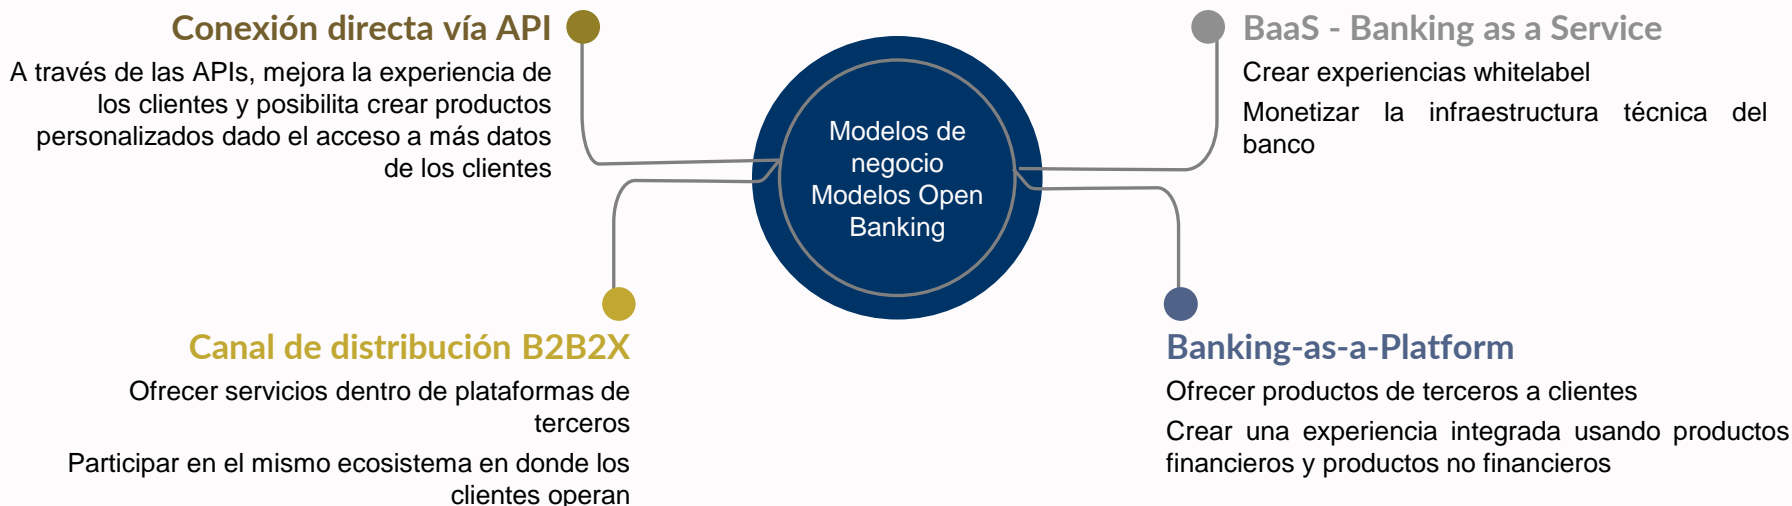 Conexión directa vía API
A través de las APIs, mejora la experiencia de
los clientes y posibilita crear productos
personalizados dado el acceso a más datos
de los clientes
Canal de distribución B2B2X
Ofrecer servicios dentro de plataformas de
terceros
Participar en el mismo ecosistema en donde los
clientes operan
Modelos de
negocio
Modelos Open
Banking
BaaS - Banking as a Service
Crear experiencias whitelabel
Monetizar la infraestructura técnica del
banco
Banking-as-a-Platform
Ofrecer productos de terceros a clientes
Crear una experiencia integrada usando productos
financieros y productos no financieros